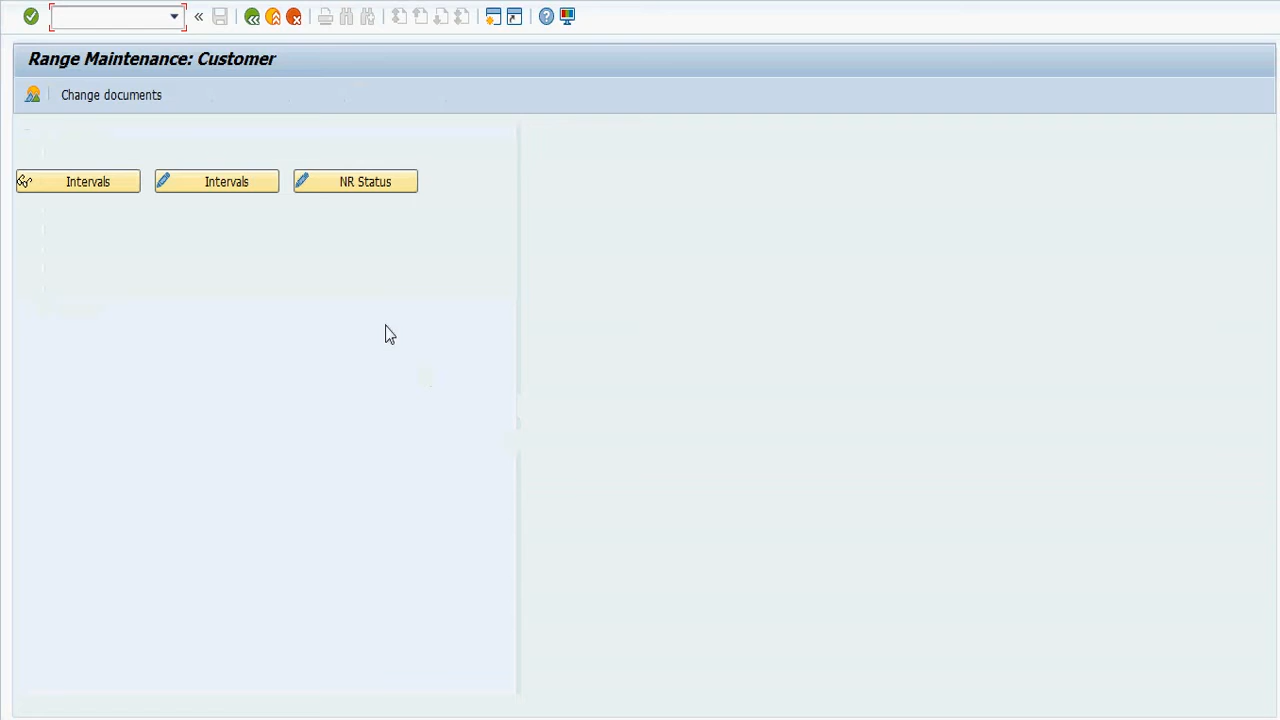 Range Maintenance: Customer
Change documents
Intervals
Intervals
NR Status